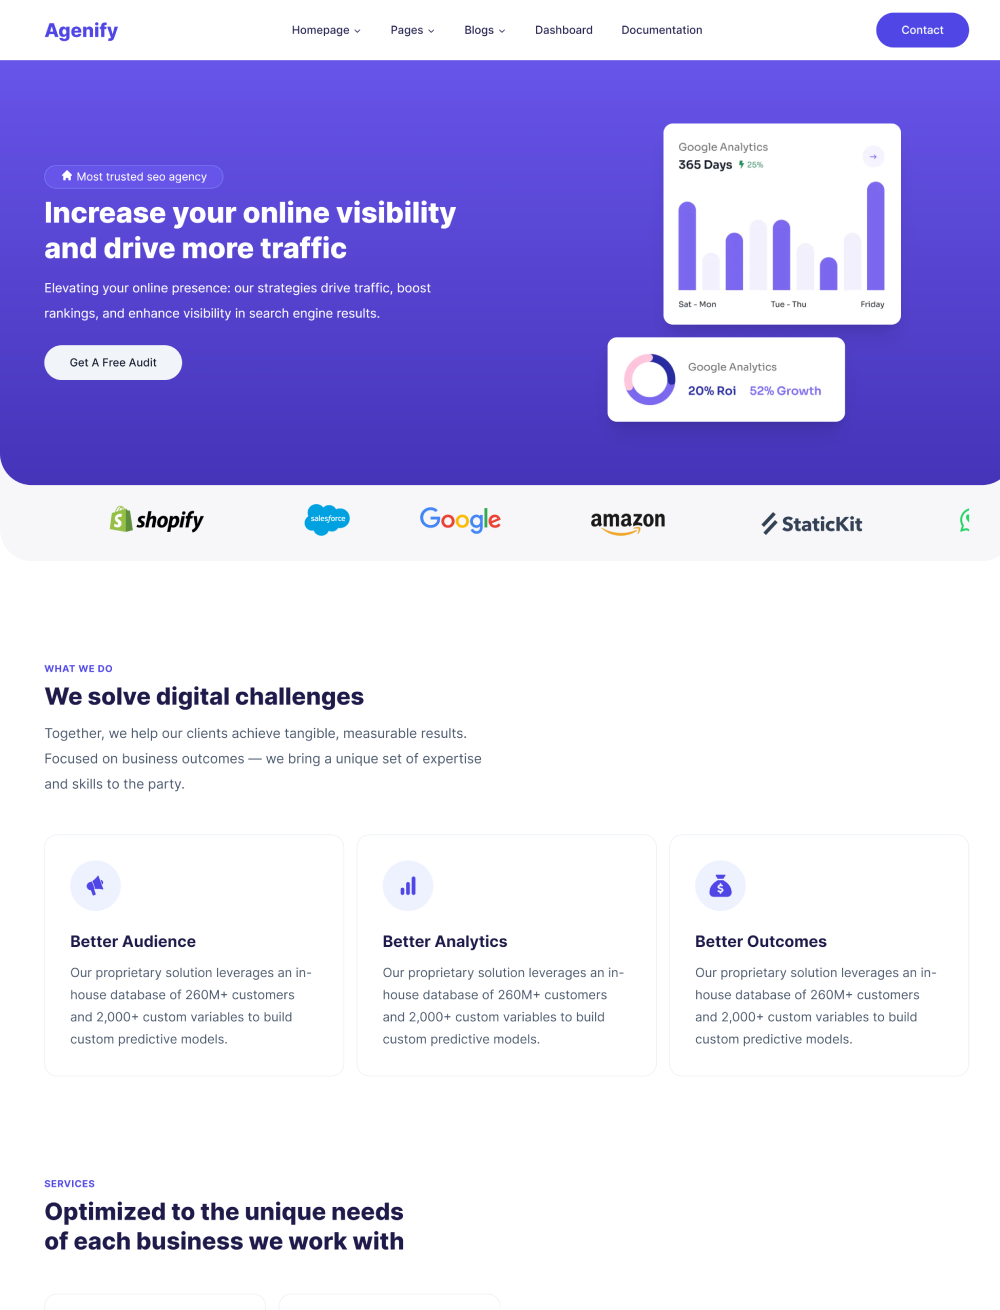 Agenify
Homepage
Pages
Blogs
Dashboard
Documentation
Contact
Most trusted seo agency
Increase your online visibility
and drive more traffic
Elevating your online presence: our strategies drive traffic, boost
rankings, and enhance visibility in search engine results.
Get A Free Audit
Google Analytics
365 Days
25%
Sat - Mon
Tue - Thu
Friday
Google Analytics
20% Roi
52% Growth
shopify
salesforce
Google
amazon
StaticKit
WHAT WE DO
We solve digital challenges
Together, we help our clients achieve tangible, measurable results.
Focused on business outcomes — we bring a unique set of expertise
and skills to the party.
Better Audience
Our proprietary solution leverages an in-
house database of 260M+ customers
and 2,000+ custom variables to build
custom predictive models.
Better Analytics
Our proprietary solution leverages an in-
house database of 260M+ customers
and 2,000+ custom variables to build
custom predictive models.
Better Outcomes
Our proprietary solution leverages an in-
house database of 260M+ customers
and 2,000+ custom variables to build
custom predictive models.
SERVICES
Optimized to the unique needs
of each business we work with